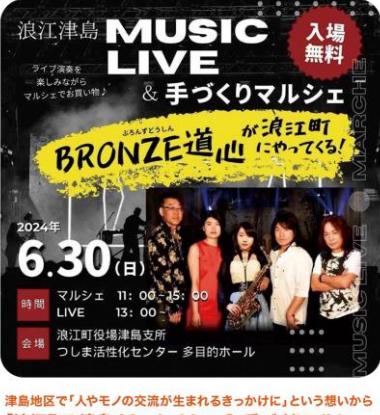 浪江津島 MUSIC
LIVE
入場
無料
ライブ演奏を
楽しみながら
マルシェでお買い物♪
& 手づくりマルシェ
ぶろんずどうしん
BRONZE道心 が 浪江町
にやってくる!
2024年
6.30(日)
時間 マルシェ 11:00~15:00
LIVE 13:00~
会場 浪江町役場津島支所
つしま活性化センター 多目的ホール
MUSIC LIVE MARCHE
津島地区で「人やモノの交流が生まれるきっかけに」という想いから